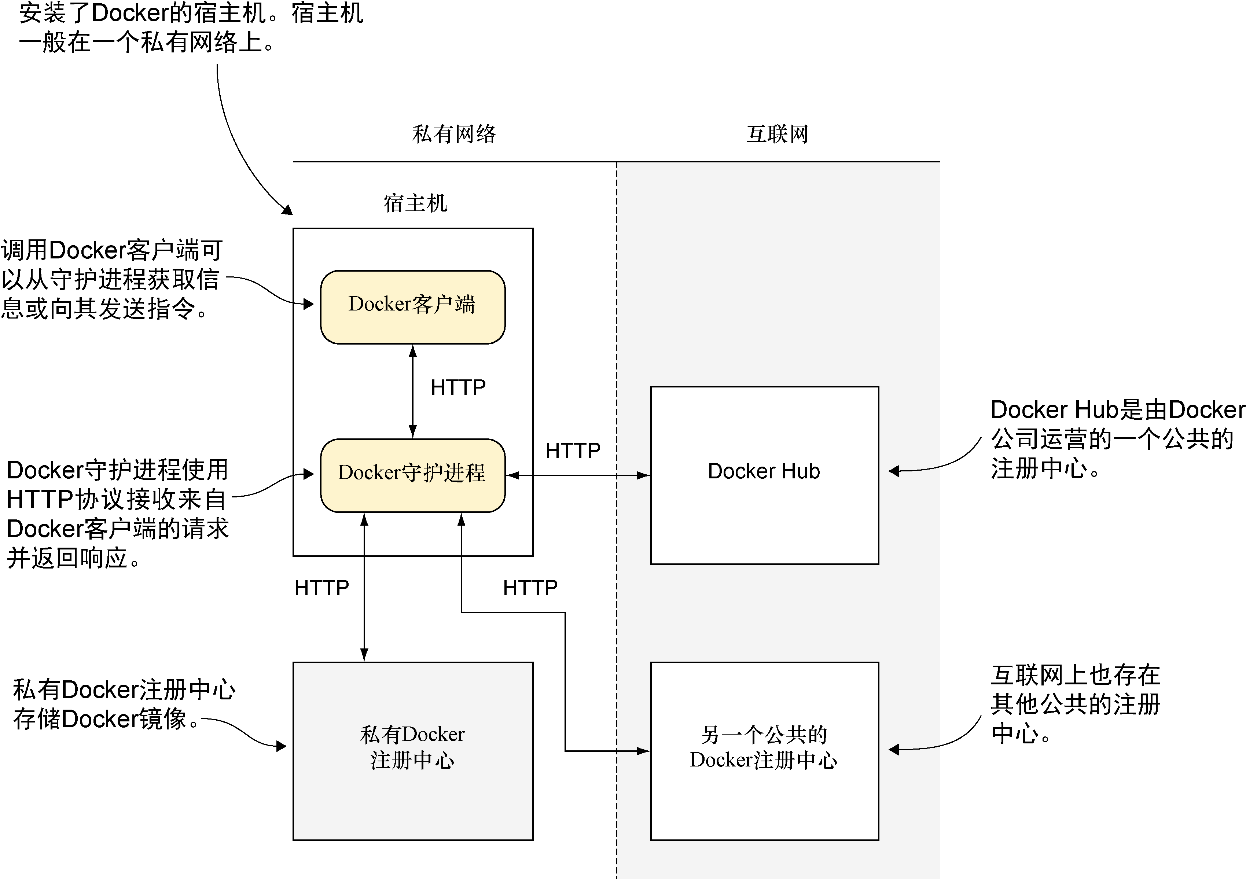 安装了Docker的宿主机。宿主机
一般在一个私有网络上。
私有网络
互联网
宿主机
调用Docker客户端可
以从守护进程获取信
息或向其发送指令。
Docker客户端
HTTP
Docker守护进程使用
HTTP协议接收来自
Docker客户端的请求
并返回响应。
Docker守护进程
HTTP
Docker Hub
Docker Hub是由Docker
公司运营的一个公共的
注册中心。
HTTP
HTTP
私有Docker注册中心
存储Docker镜像。
私有Docker
注册中心
另一个公共的
Docker注册中心
互联网上也存在
其他公共的注册
中心。